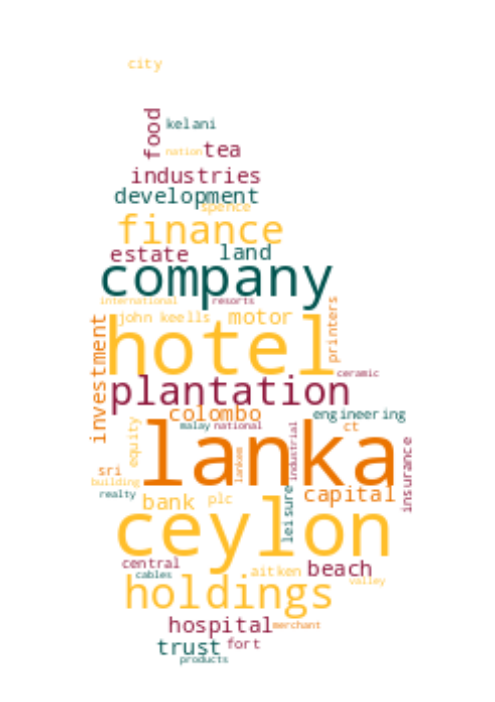 city
food
kelani
nation
tea
industries
development
spence
finance
estate
land
company
international
resorts
john keells
motor
printers
investment
hotel
ceramic
plantation
colombo
engineering
malay
national
ct
equity
lanka
lankem
industrial
insurance
sri
building
realty
capital
bank
plc
leisure
ceylon
central
cables
aitken
beach
valley
holdings
hospital
merchant
trust
fort
products